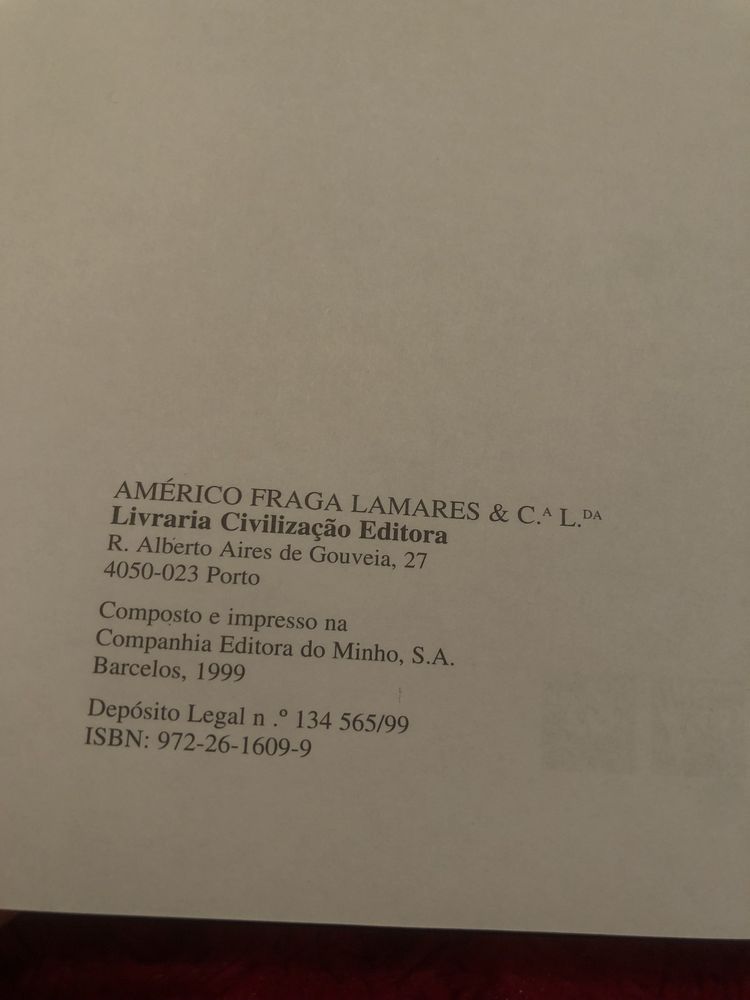 AMÉRICO FRAGA LAMARES & C.ᴬ L.ᴰᴬ
Livraria Civilização Editora
R. Alberto Aires de Gouveia, 27
4050-023 Porto
Composto e impresso na
Companhia Editora do Minho, S.A.
Barcelos, 1999
Depósito Legal n .º 134 565/99
ISBN: 972-26-1609-9